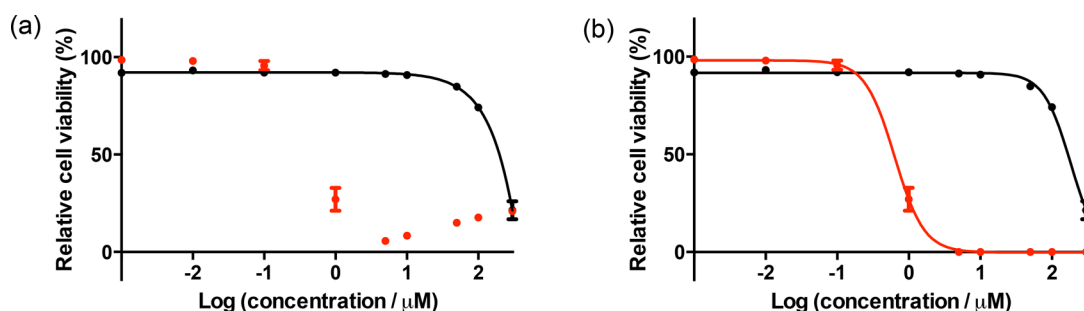 (a)
Relative cell viability (%)
100
50
0
-2
-1
0
1
2
Log (concentration / μM)
(b)
Relative cell viability (%)
100
50
0
-2
-1
0
1
2
Log (concentration / μM)